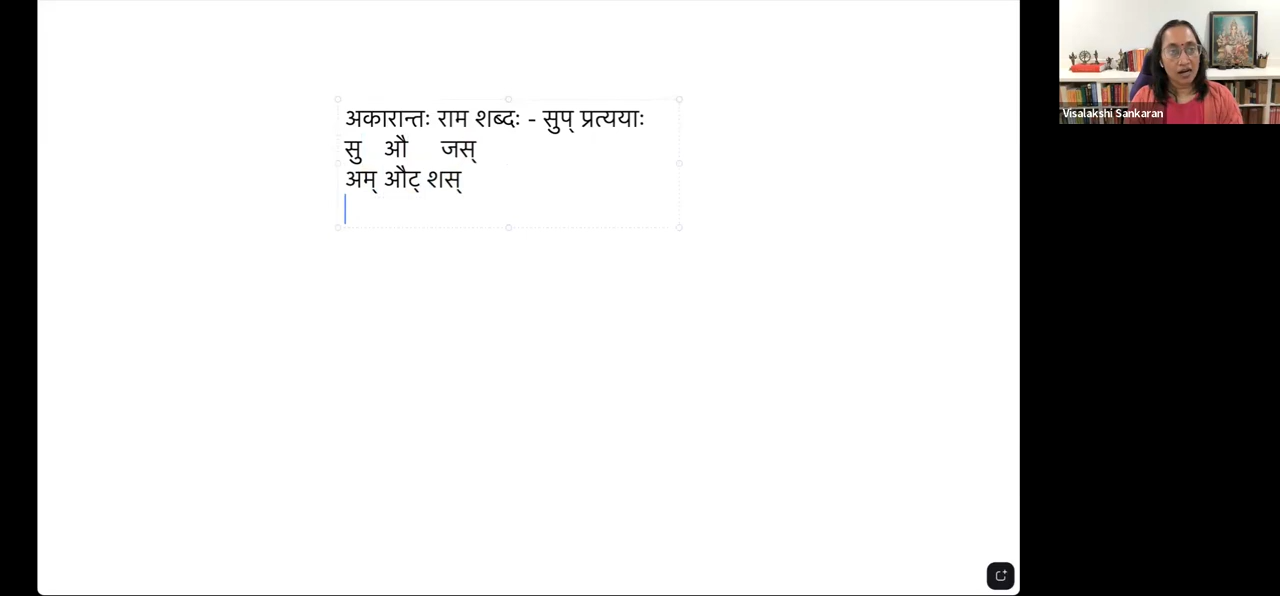 अकारान्तः राम शब्दः - सुप् प्रत्ययाः
सु औ जस्
अम् औट् शस्
Visalakshi Sankaran